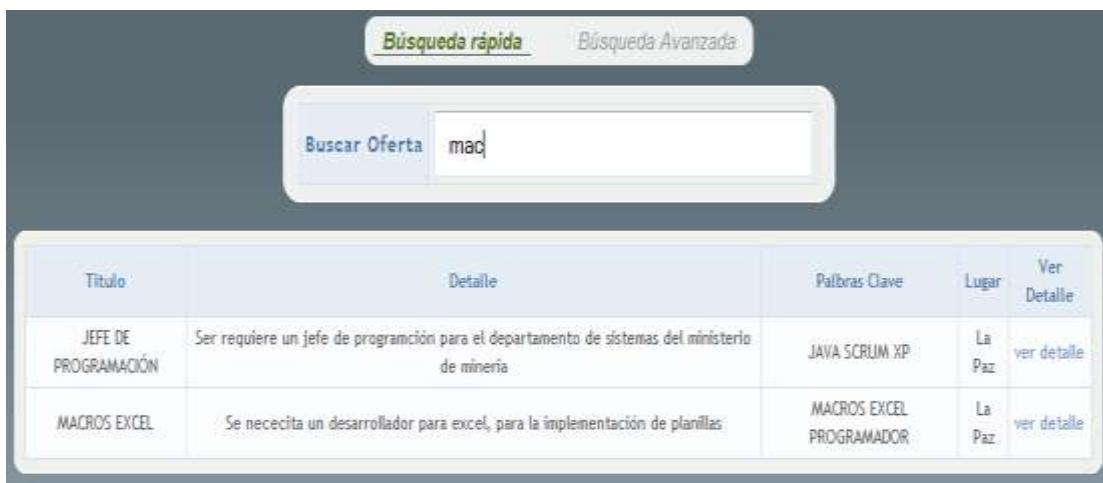 Búsqueda rápida Búsqueda Avanzada
Buscar Oferta mac
Título Detalle Palbras Clave Lugar Ver Detalle
JEFE DE PROGRAMACIÓN Ser requiere un jefe de programción para el departamento de sistemas del ministerio de mineria JAVA SCRUM XP La Paz ver detalle
MACROS EXCEL Se nececita un desarrollador para excel, para la implementación de planillas MACROS EXCEL PROGRAMADOR La Paz ver detalle